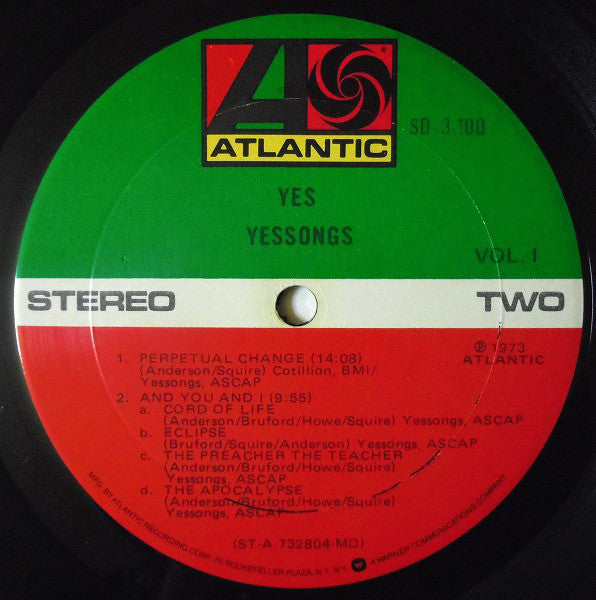 ATLANTIC
SD 3-100
YES
YESSONGS
VOL. I
STEREO TWO
℗ 1973
ATLANTIC
1. PERPETUAL CHANGE (14:08)
(Anderson/Squire) Cotillion, BMI/
Yessongs, ASCAP
2. AND YOU AND I (9:55)
a. CORD OF LIFE
(Anderson/Bruford/Howe/Squire) Yessongs, ASCAP
b. ECLIPSE
(Bruford/Squire/Anderson) Yessongs, ASCAP
c. THE PREACHER THE TEACHER
(Anderson/Bruford/Howe/Squire)
Yessongs, ASCAP
d. THE APOCALYPSE
(Anderson/Bruford/Howe/Squire)
Yessongs, ASCAP
(ST-A-732804-MO)
MFG. BY ATLANTIC RECORDING CORP. 75 ROCKEFELLER PLAZA, N.Y. N.Y. A WARNER COMMUNICATIONS COMPANY